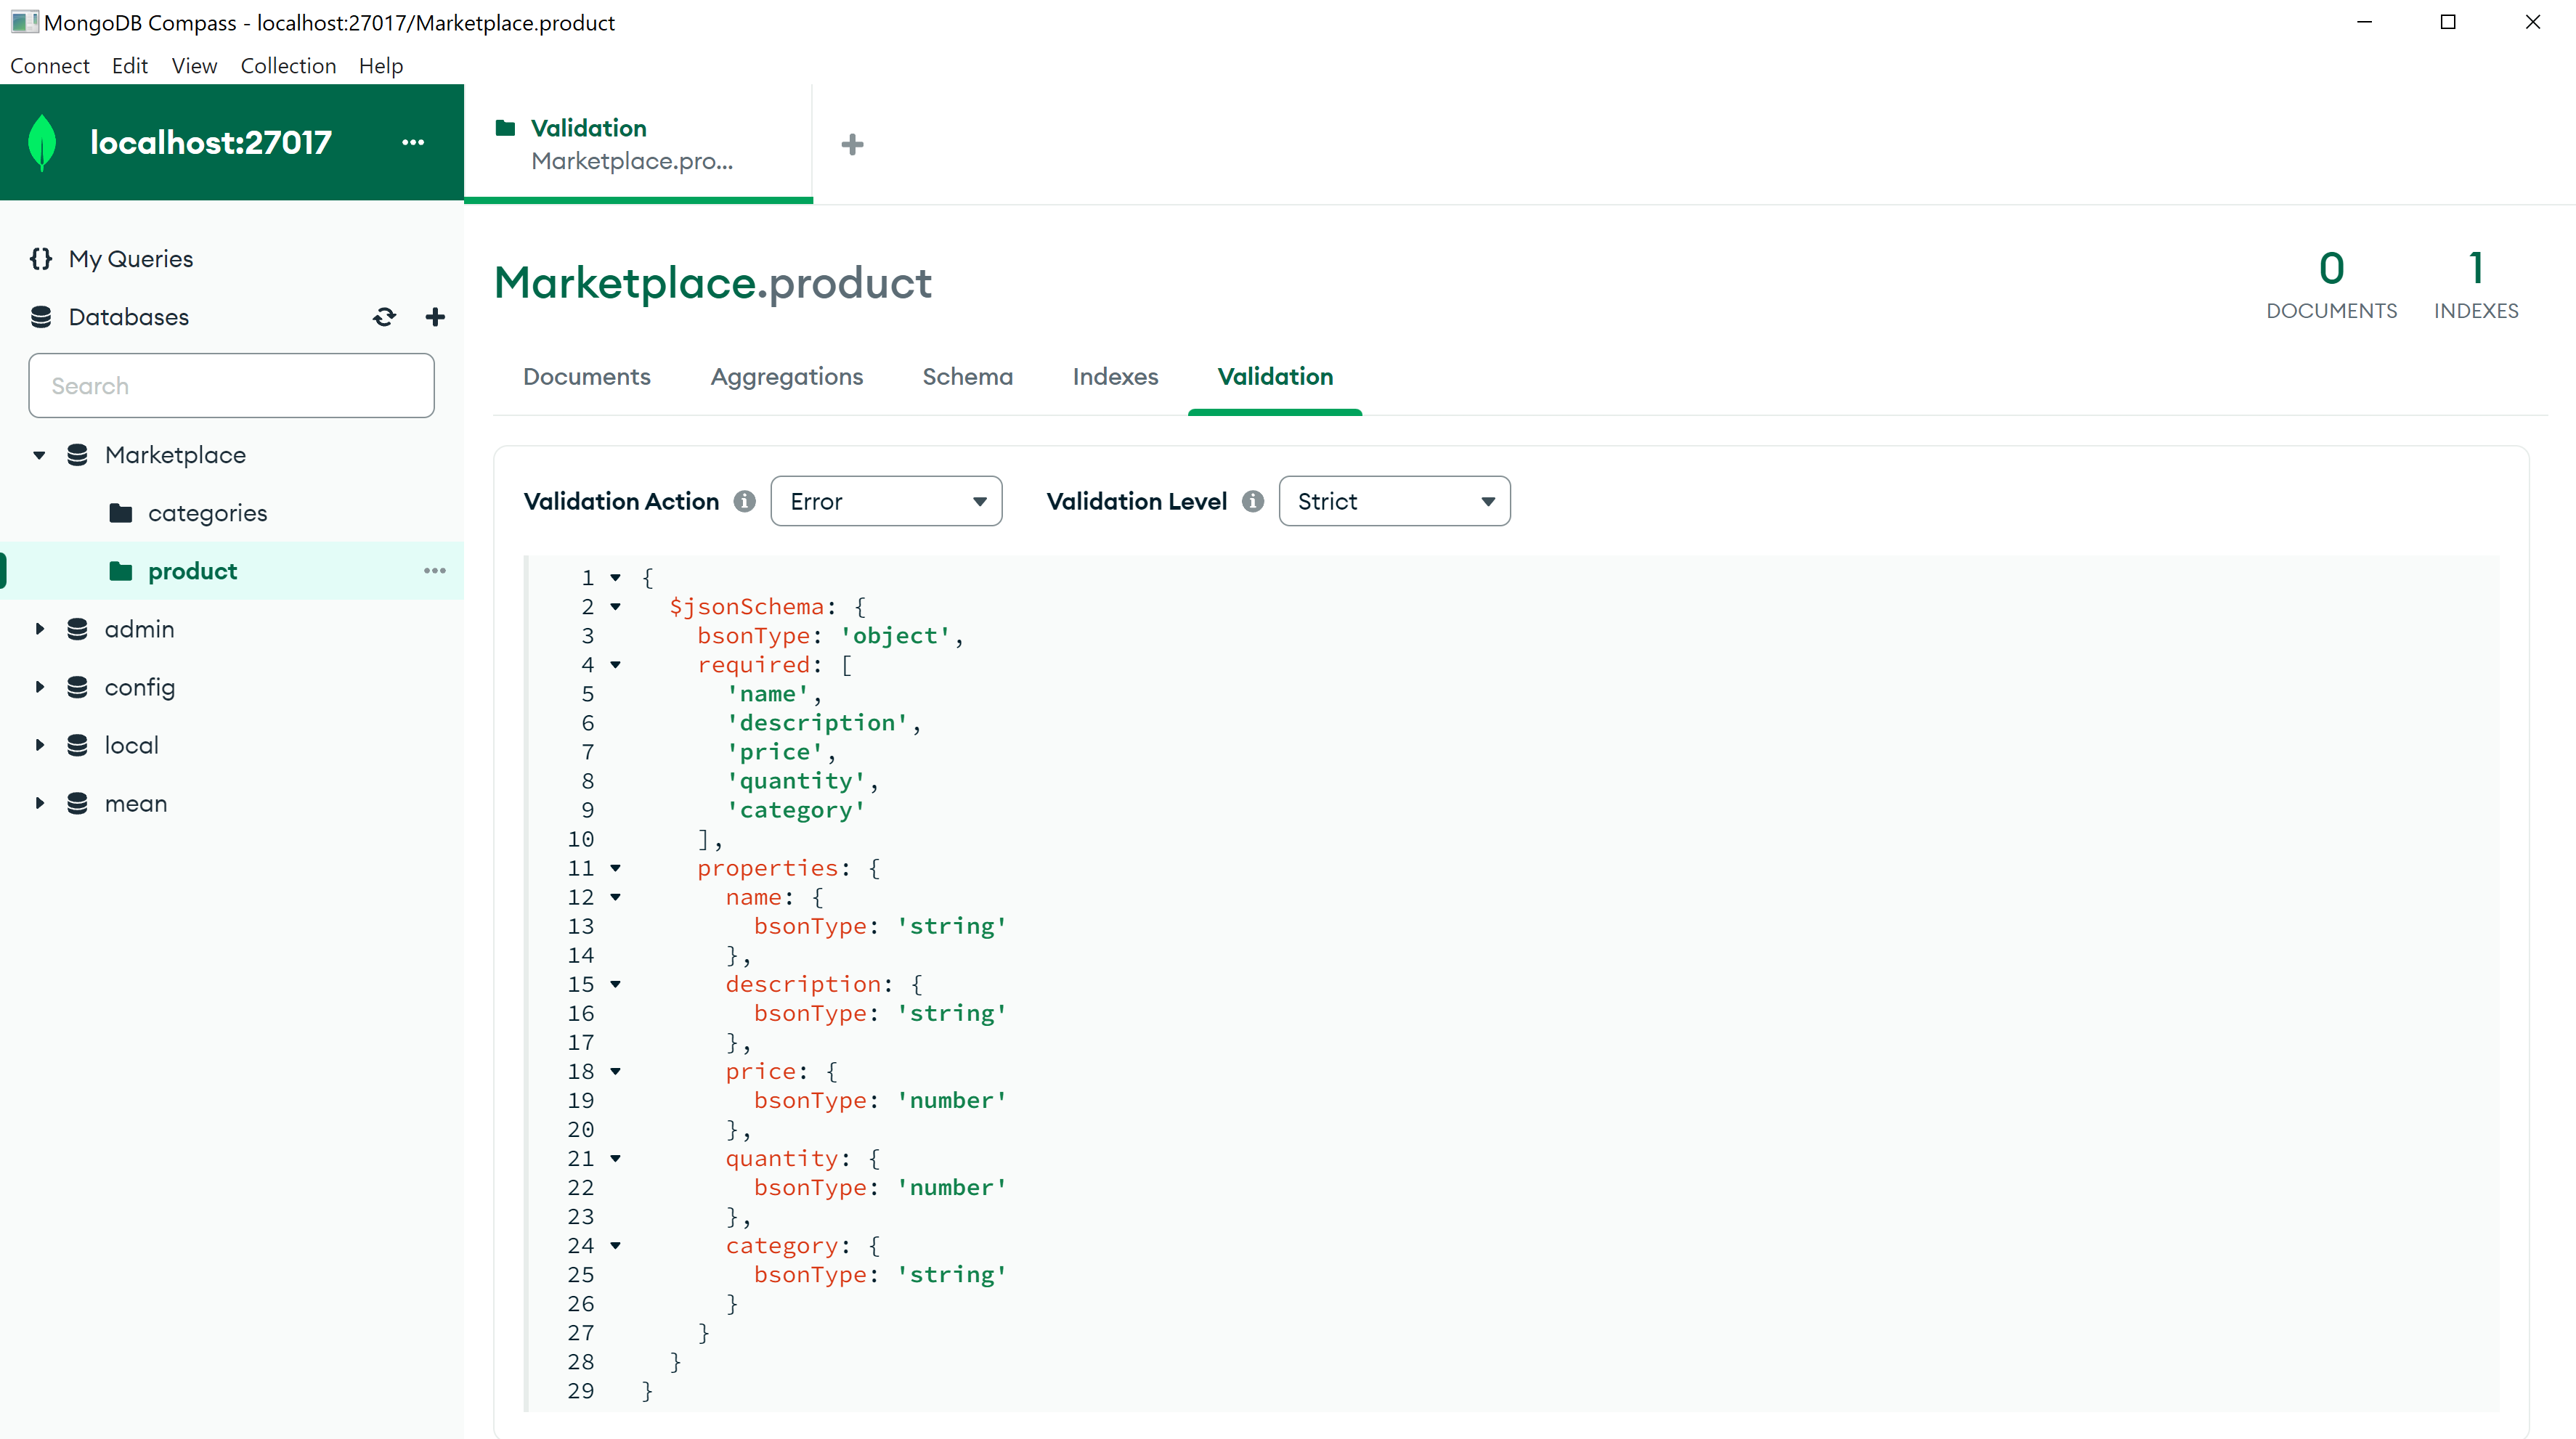 MongoDB Compass - localhost:27017/Marketplace.product
Connect Edit View Collection Help
localhost:27017
Validation
Marketplace.pro...
My Queries
Databases
Search
Marketplace
categories
product
admin
config
local
mean
Marketplace.product
0
DOCUMENTS
1
INDEXES
Documents Aggregations Schema Indexes Validation
Validation Action Error Validation Level Strict
1 {
2   $jsonSchema: {
3     bsonType: 'object',
4     required: [
5       'name',
6       'description',
7       'price',
8       'quantity',
9       'category'
10     ],
11     properties: {
12       name: {
13         bsonType: 'string'
14       },
15       description: {
16         bsonType: 'string'
17       },
18       price: {
19         bsonType: 'number'
20       },
21       quantity: {
22         bsonType: 'number'
23       },
24       category: {
25         bsonType: 'string'
26       }
27     }
28   }
29 }